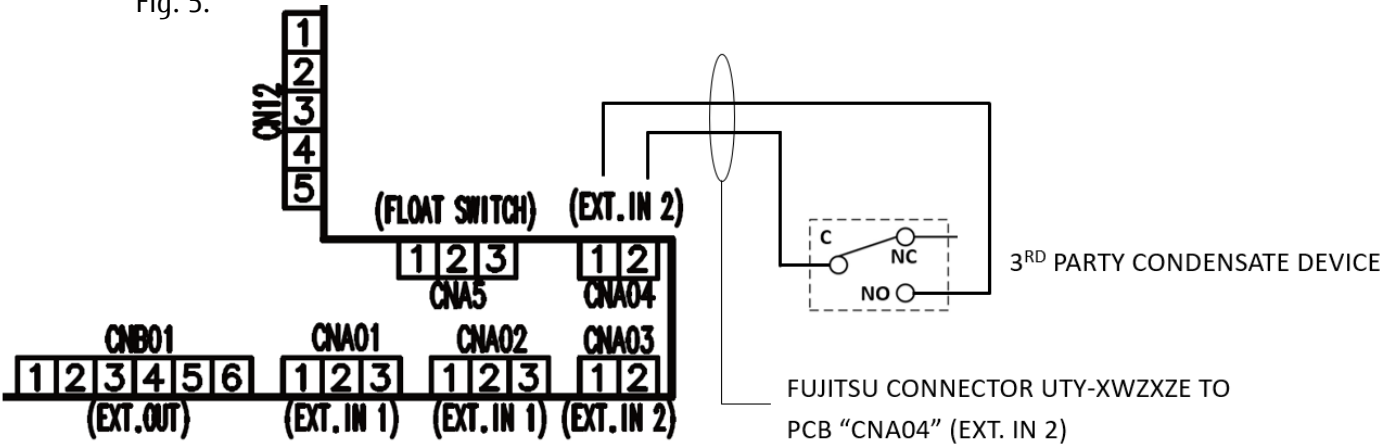 Fig. 5.
1
2
3
4
5
CN12
(FLOAT SWITCH)
(EXT. IN 2)
1 2 3
CNA5
1 2
CNA04
C
NC
NO
3RD PARTY CONDENSATE DEVICE
CNB01
CNA01
CNA02
CNA03
1 2 3 4 5 6
1 2 3
1 2 3
1 2
(EXT.OUT)
(EXT.IN 1)
(EXT.IN 1)
(EXT.IN 2)
FUJITSU CONNECTOR UTY-XWZXZE TO
PCB “CNA04” (EXT. IN 2)